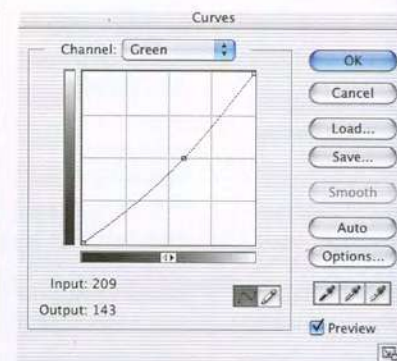 Curves
Channel: Green
OK
Cancel
Load...
Save...
Smooth
Auto
Options...
Input: 209
Output: 143
Preview